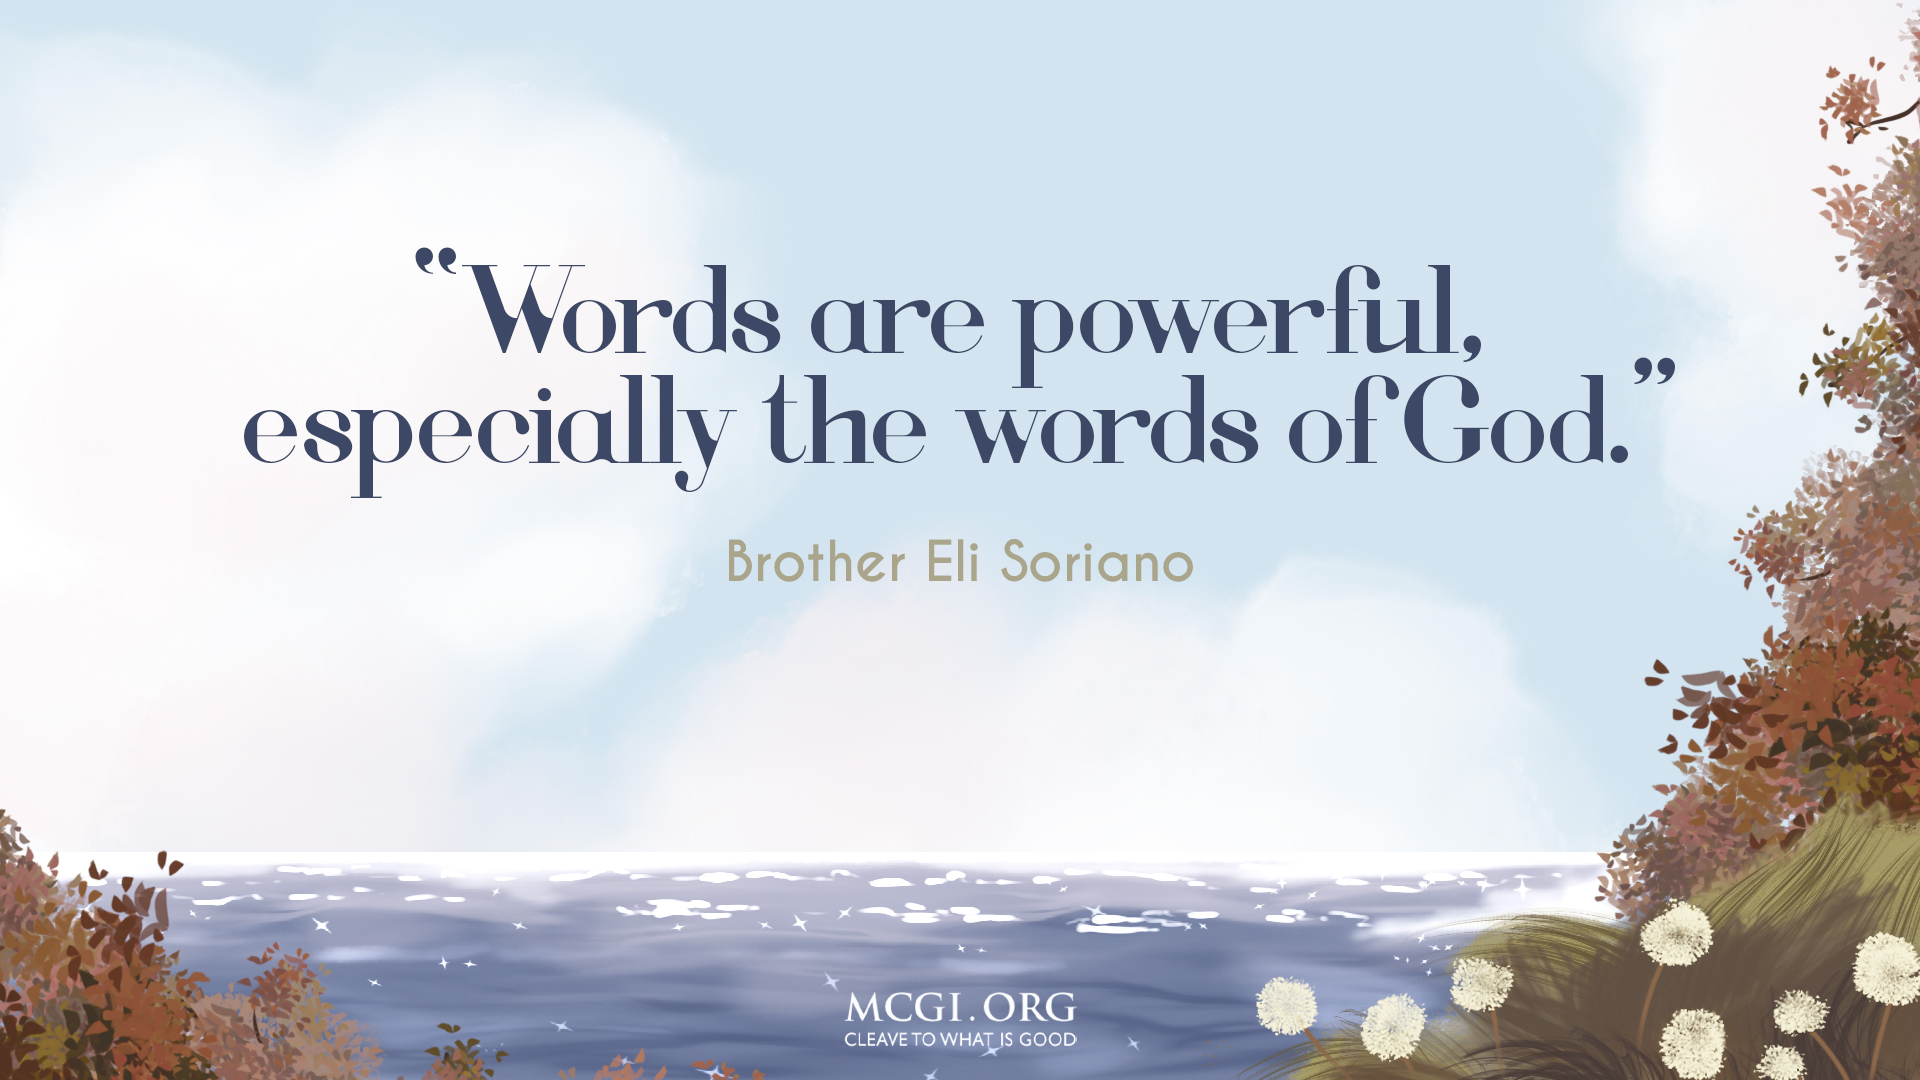 “Words are powerful,
especially the words of God.”
Brother Eli Soriano
MCGI.ORG
CLEAVE TO WHAT IS GOOD